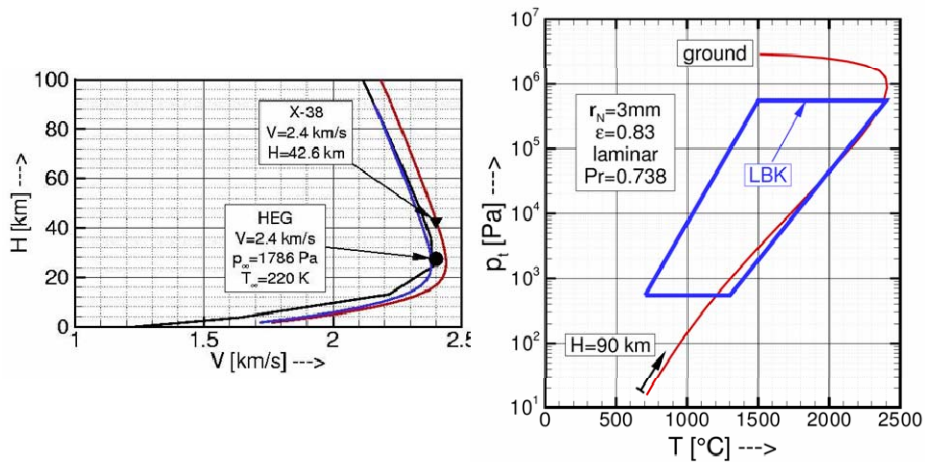 100
80
60
40
20
0
H [km] --->
X-38
V=2.4 km/s
H=42.6 km
HEG
V=2.4 km/s
p∞=1786 Pa
T∞=220 K
1
1.5
2
2.5
V [km/s] --->
10⁷
10⁶
10⁵
10⁴
10³
10²
10¹
pₜ [Pa] --->
ground
rN=3mm
ε=0.83
laminar
Pr=0.738
LBK
H=90 km
0
500
1000
1500
2000
2500
T [°C] --->